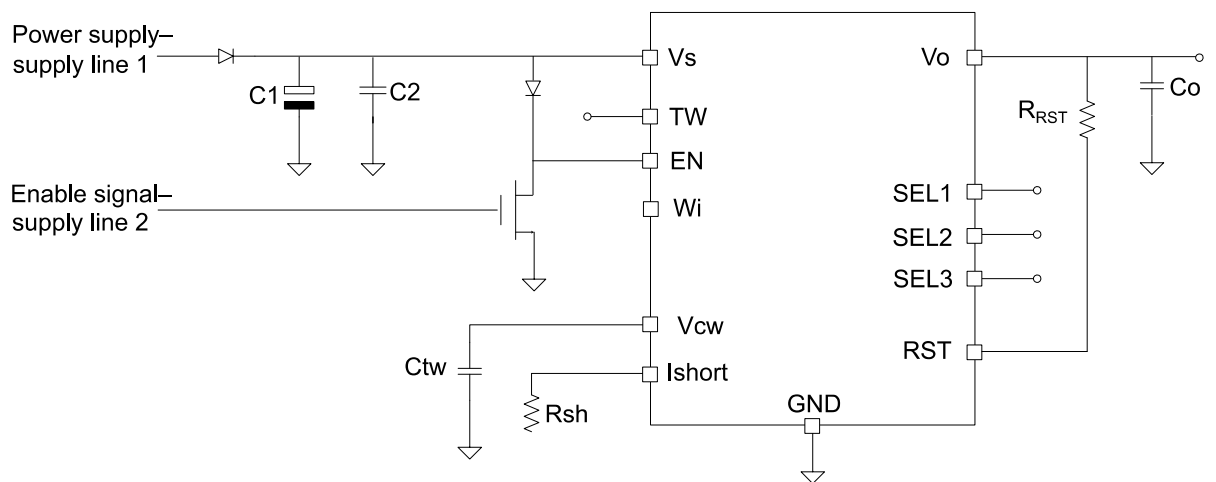 Power supply–
supply line 1
C1
C2
Vs
Vo
Co
TW
R_RST
EN
SEL1
Enable signal–
supply line 2
Wi
SEL2
SEL3
Vcw
RST
Ctw
Ishort
Rsh
GND